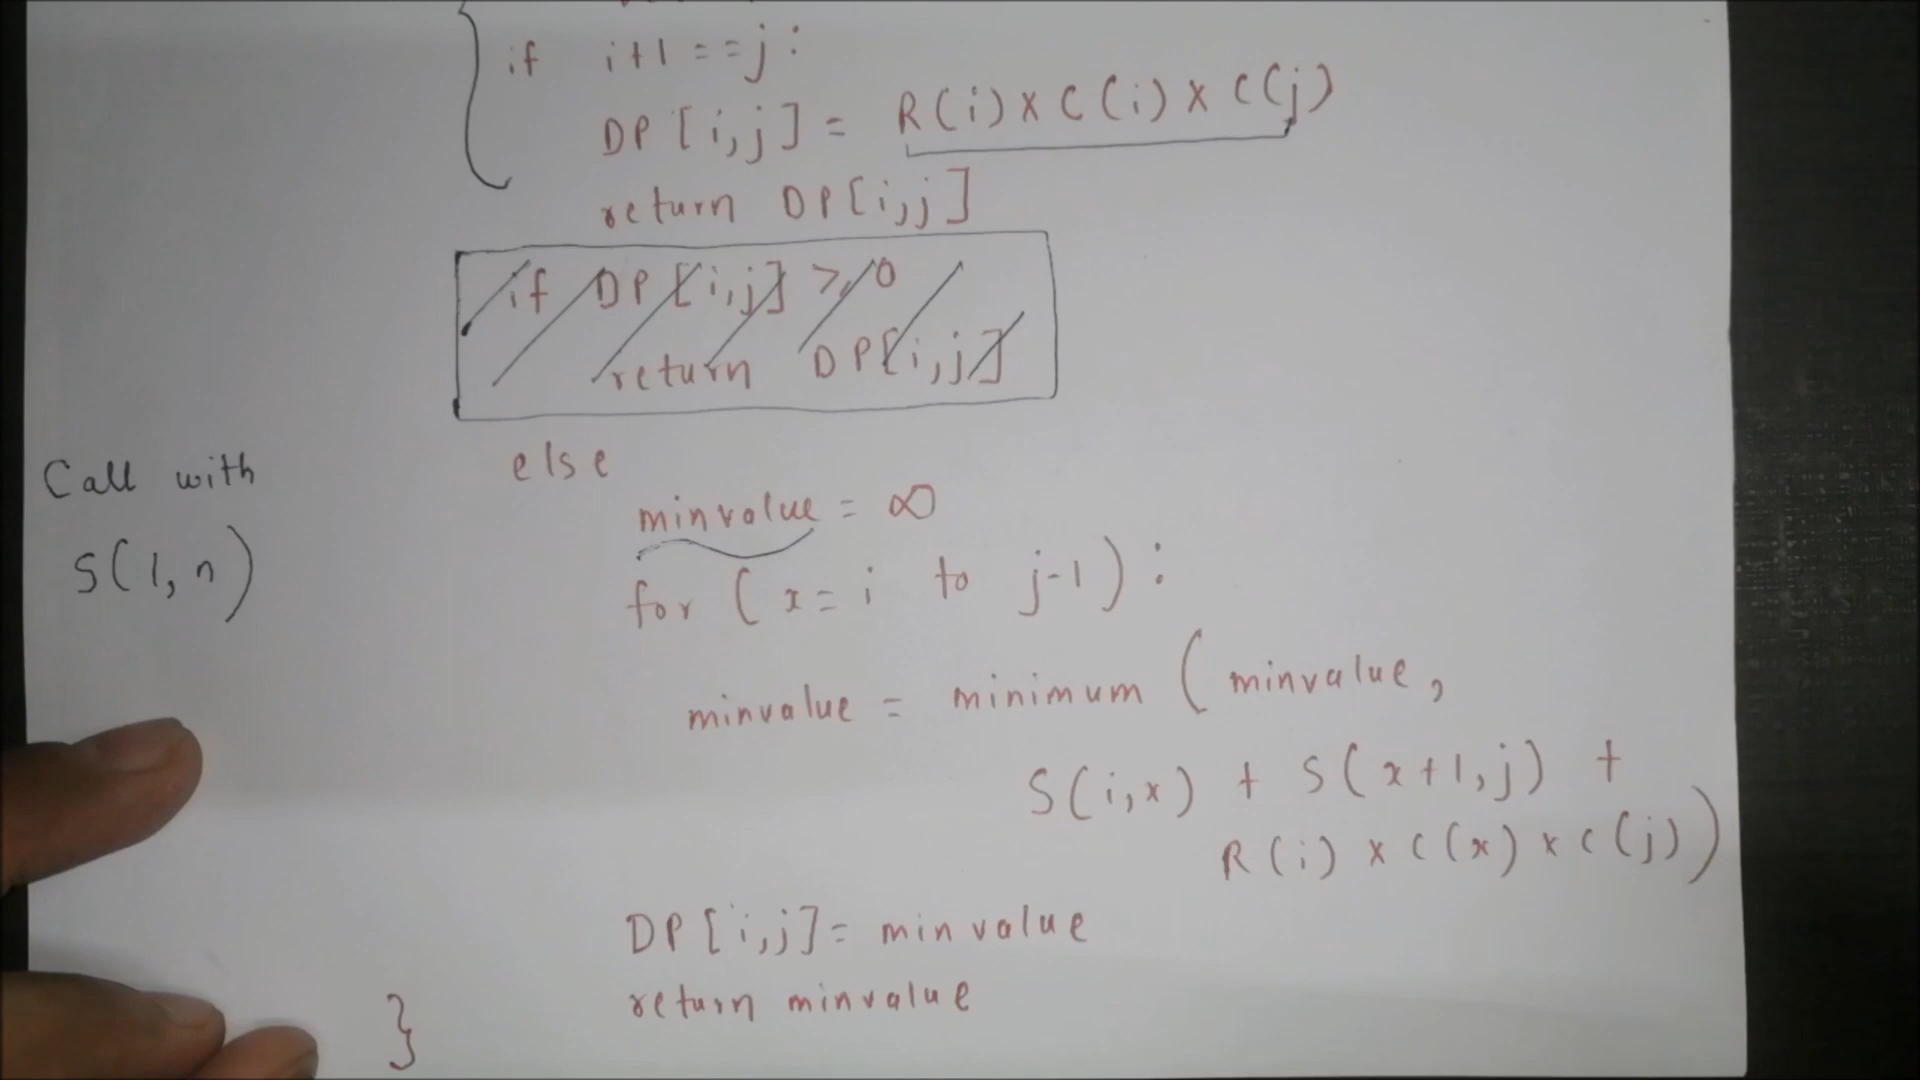 if i+1==j:
DP[i,j] = R(i)×C(i)×C(j)
return DP[i,j]
if DP[i,j] ≥ 0
return DP[i,j]
else
minvalue = ∞
for (x=i to j-1):
minvalue = minimum (minvalue,
S(i,x) + S(x+1,j) +
R(i) × C(x) × C(j))
DP[i,j] = minvalue
return minvalue
}
Call with
S(1,n)